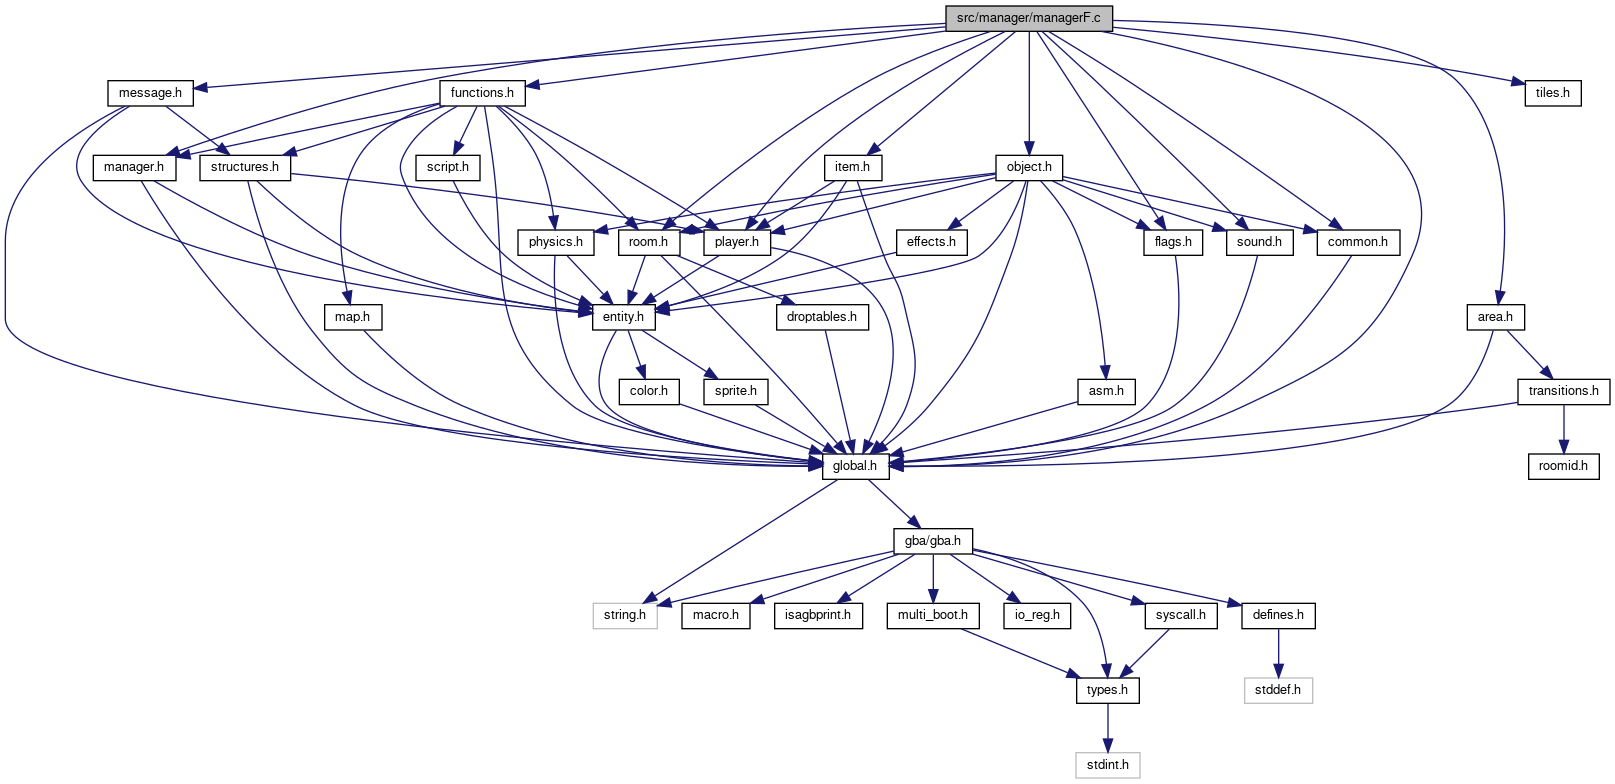 src/manager/managerF.c
message.h
functions.h
tiles.h
manager.h
structures.h
script.h
item.h
object.h
physics.h
room.h
player.h
effects.h
flags.h
sound.h
common.h
map.h
entity.h
droptables.h
area.h
color.h
sprite.h
asm.h
transitions.h
global.h
roomid.h
gba/gba.h
string.h
macro.h
isagbprint.h
multi_boot.h
io_reg.h
syscall.h
defines.h
types.h
stddef.h
stdint.h